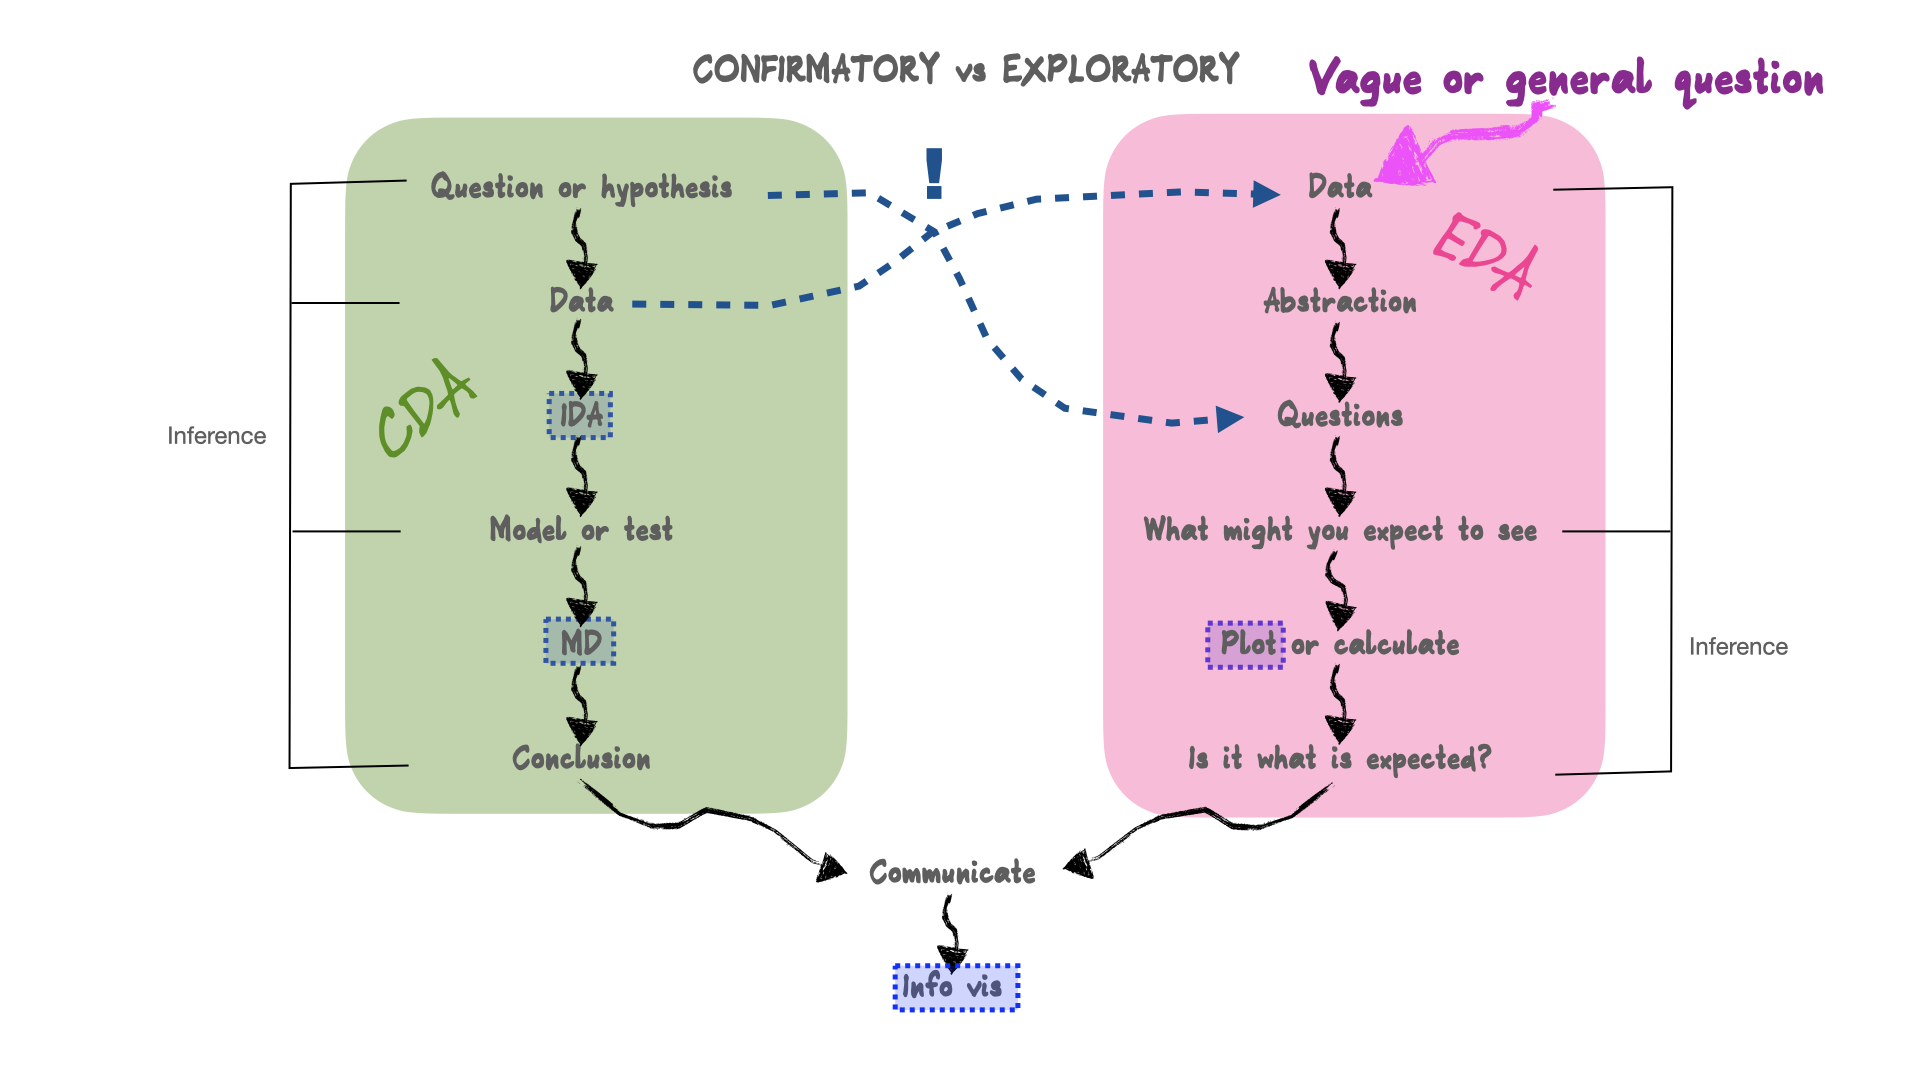 CONFIRMATORY vs EXPLORATORY
Vague or general question
Question or hypothesis
Data
IDA
Model or test
MD
Conclusion
CDA
Inference
!
Data
EDA
Abstraction
Questions
What might you expect to see
Plot or calculate
Is it what is expected?
Inference
Communicate
Info vis